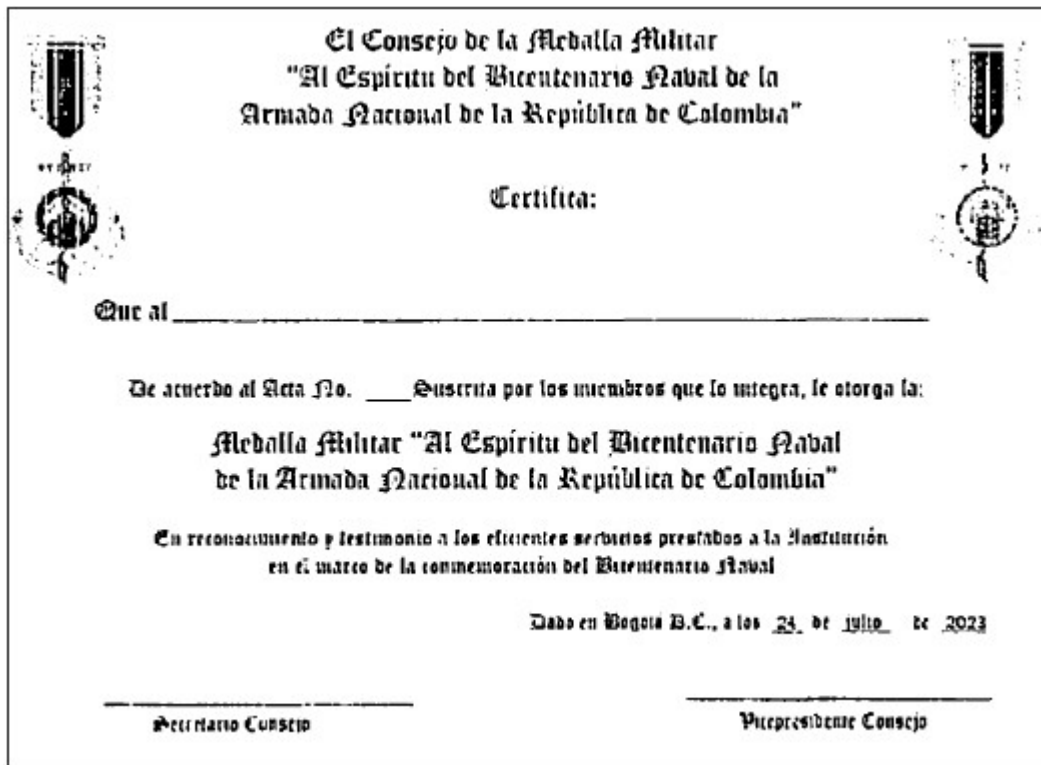 El Consejo de la Medalla Militar
"Al Espíritu del Bicentenario Naval de la
Armada Nacional de la República de Colombia"
Certifica:
Que al
De acuerdo al Acta No. ____ Suscrita por los miembros que lo integra, le otorga la:
Medalla Militar "Al Espíritu del Bicentenario Naval
de la Armada Nacional de la República de Colombia"
En reconocimiento y testimonio a los eficientes servicios prestados a la Institución
en el marco de la conmemoración del Bicentenario Naval
Dado en Bogotá D.C., a los 24 de julio de 2023
Secretario Consejo
Vicepresidente Consejo